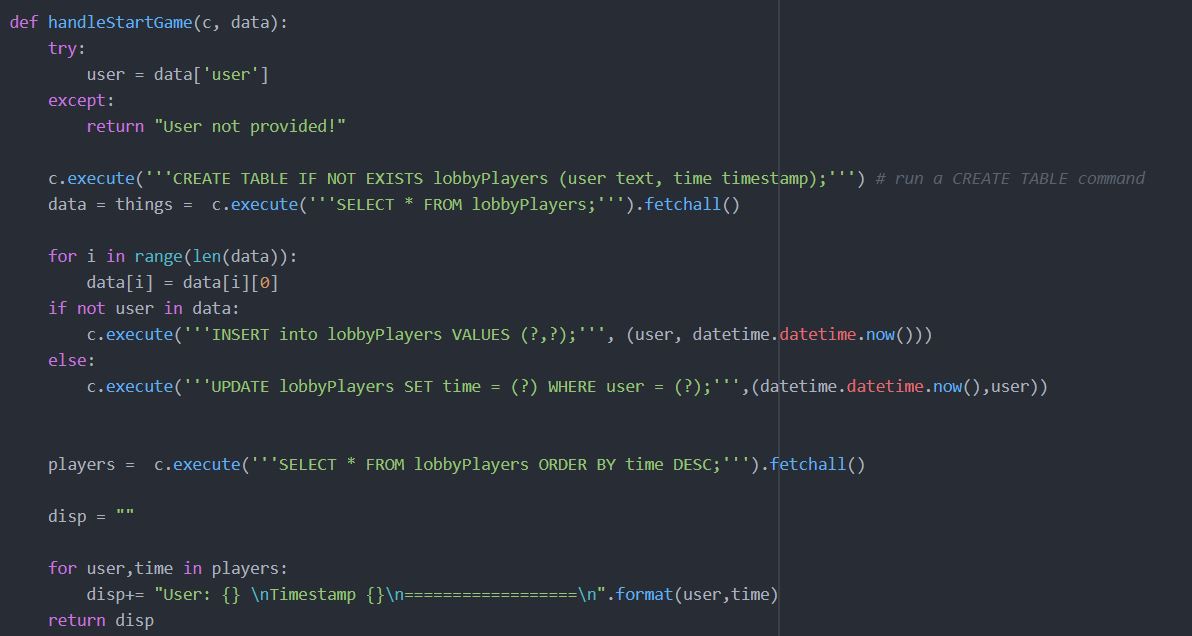 def handleStartGame(c, data):
    try:
        user = data['user']
    except:
        return "User not provided!"

    c.execute('''CREATE TABLE IF NOT EXISTS lobbyPlayers (user text, time timestamp);''') # run a CREATE TABLE command
    data = things =  c.execute('''SELECT * FROM lobbyPlayers;''').fetchall()

    for i in range(len(data)):
        data[i] = data[i][0]
    if not user in data:
        c.execute('''INSERT into lobbyPlayers VALUES (?,?);''', (user, datetime.datetime.now()))
    else:
        c.execute('''UPDATE lobbyPlayers SET time = (?) WHERE user = (?);''',(datetime.datetime.now(),user))


    players =  c.execute('''SELECT * FROM lobbyPlayers ORDER BY time DESC;''').fetchall()

    disp = ""

    for user,time in players:
        disp+= "User: {} \nTimestamp {}\n==================\n".format(user,time)
    return disp